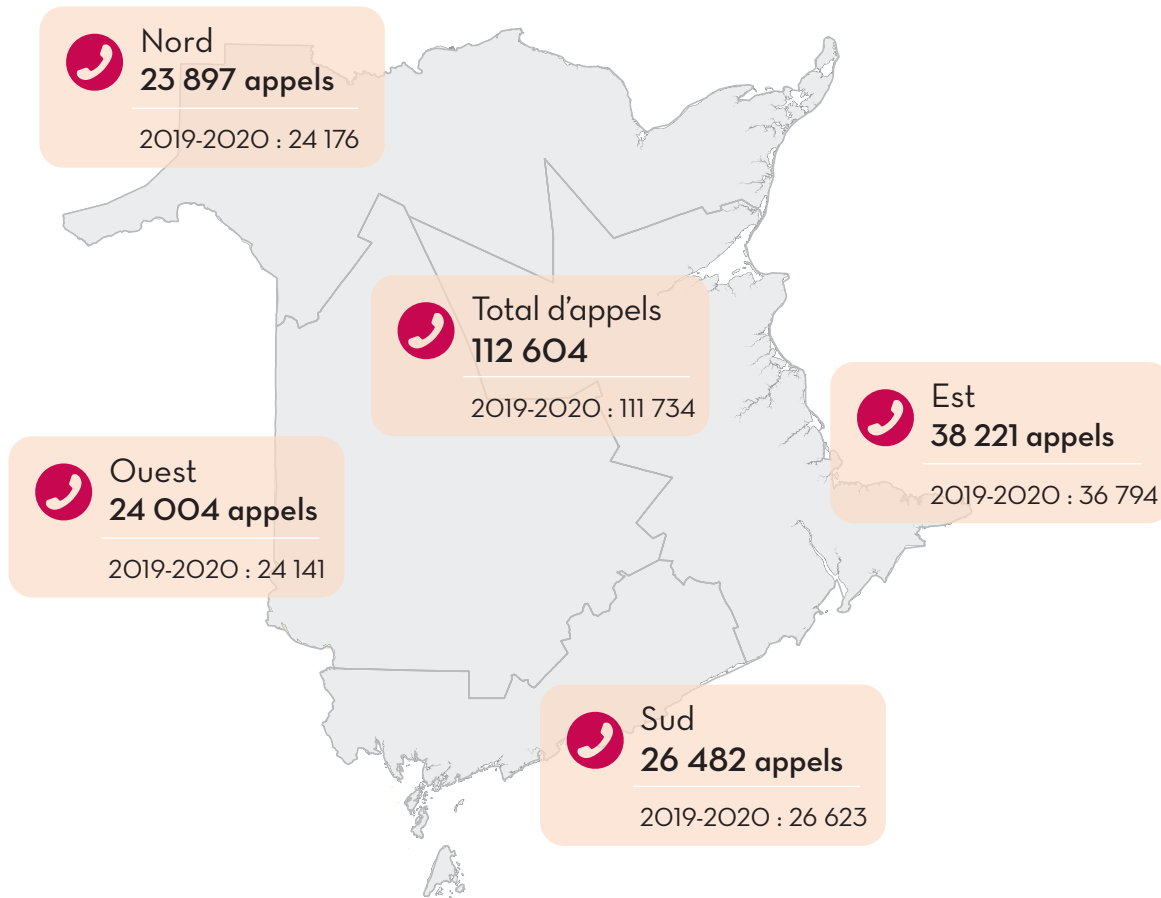 Nord
23 897 appels
2019-2020 : 24 176
Total d'appels
112 604
2019-2020 : 111 734
Est
38 221 appels
2019-2020 : 36 794
Ouest
24 004 appels
2019-2020 : 24 141
Sud
26 482 appels
2019-2020 : 26 623